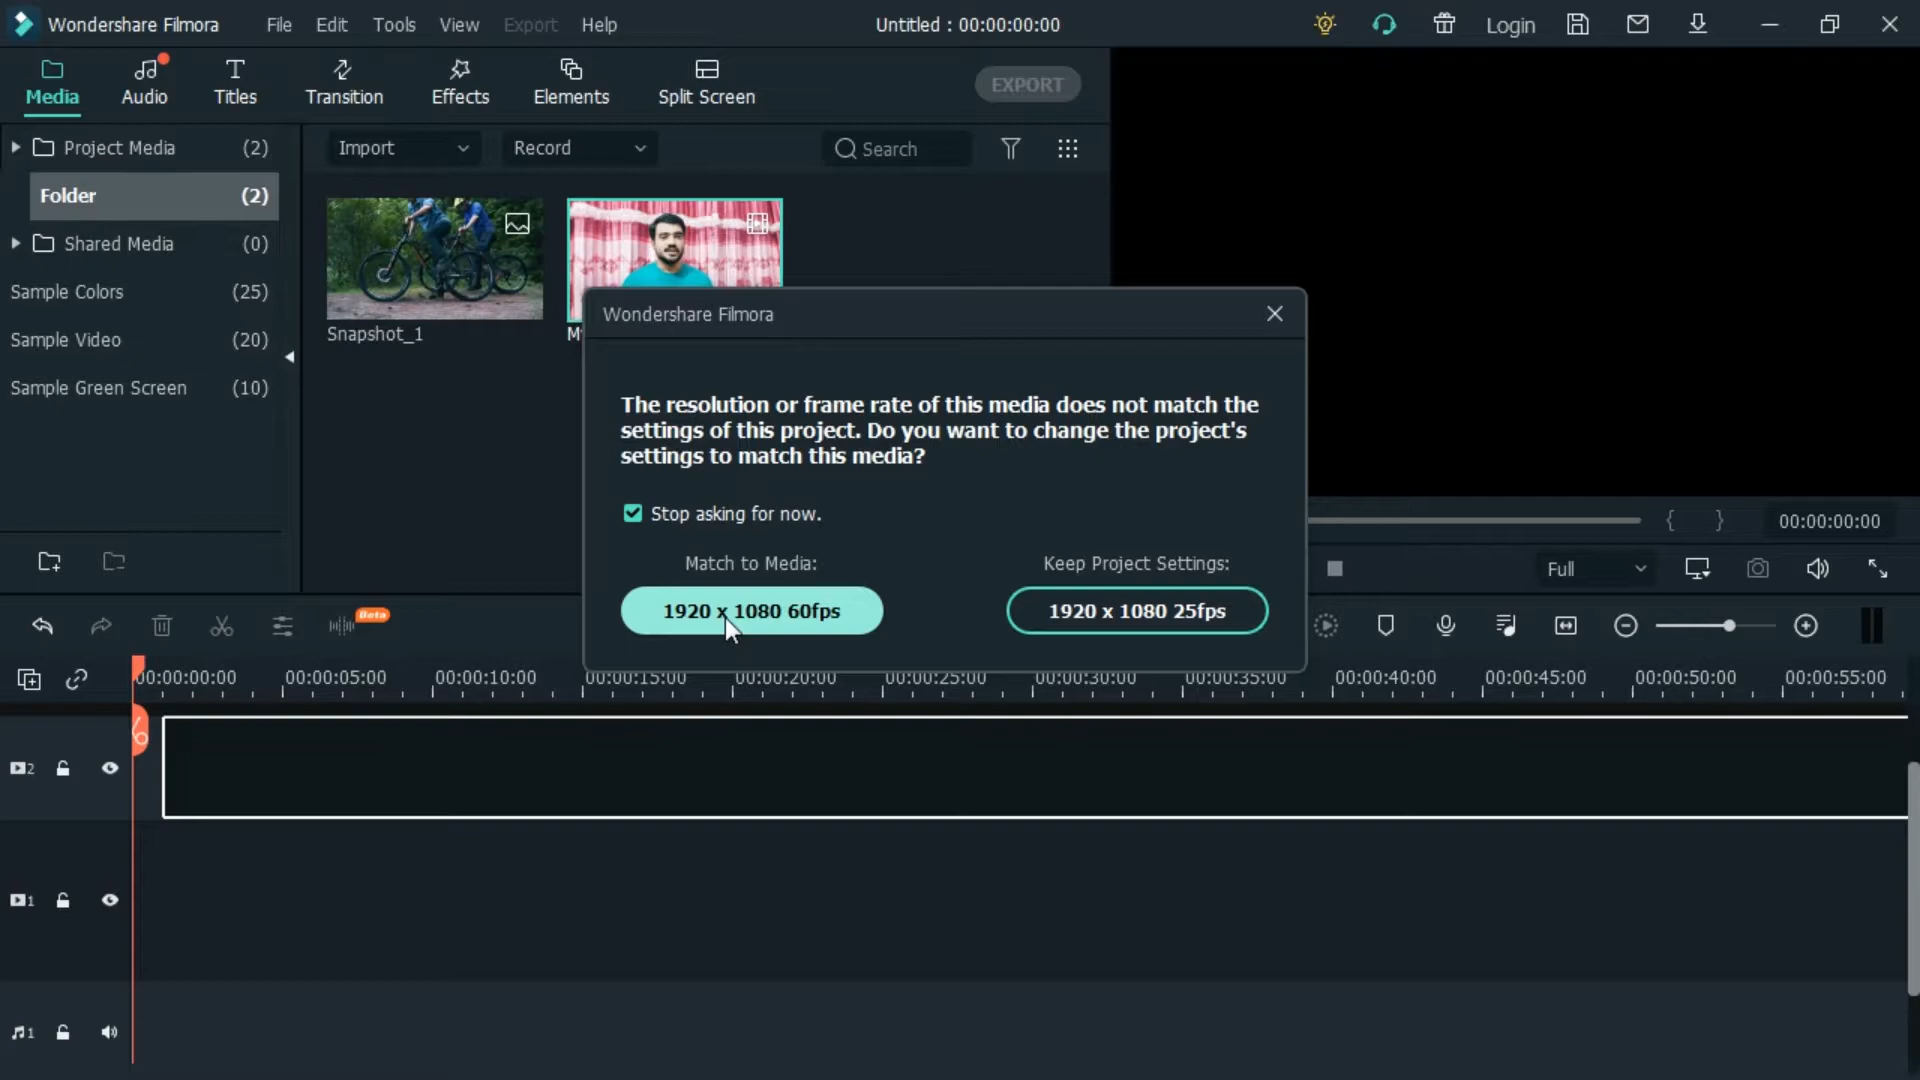 Wondershare Filmora
File Edit Tools View Export Help
Untitled : 00:00:00:00
Login
Media Audio Titles Transition Effects Elements Split Screen
EXPORT
Project Media (2)
Folder (2)
Shared Media (0)
Sample Colors (25)
Sample Video (20)
Sample Green Screen (10)
Import Record Search
Snapshot_1
Wondershare Filmora
The resolution or frame rate of this media does not match the
settings of this project. Do you want to change the project's
settings to match this media?
Stop asking for now.
Match to Media: Keep Project Settings:
1920 x 1080 60fps 1920 x 1080 25fps
{ } 00:00:00:00
Full
Beta
00:00:00:00 00:00:05:00 00:00:10:00 00:00:15:00 00:00:20:00 00:00:25:00 00:00:30:00 00:00:35:00 00:00:40:00 00:00:45:00 00:00:50:00 00:00:55:00
2
1
1